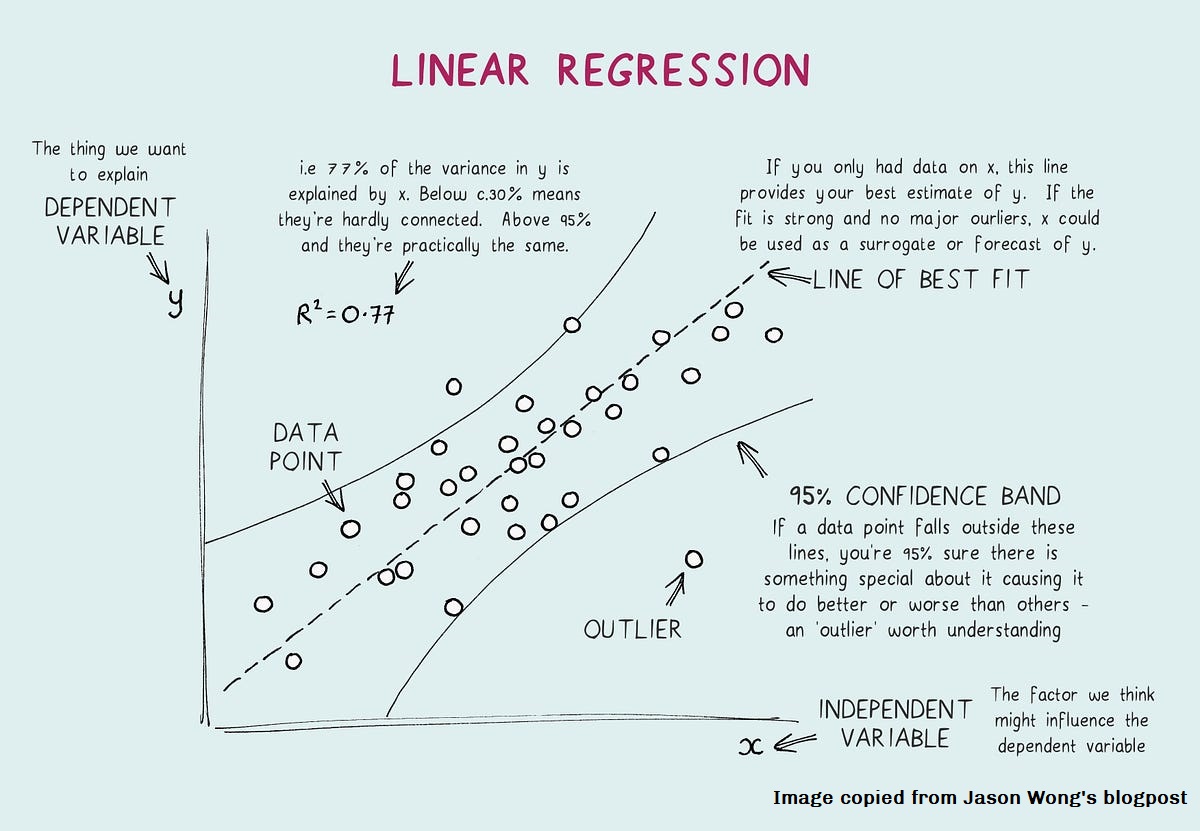 LINEAR REGRESSION
The thing we want
to explain
DEPENDENT
VARIABLE
y
i.e 77% of the variance in y is
explained by x. Below c.30% means
they're hardly connected. Above 95%
and they're practically the same.
R²=0.77
If you only had data on x, this line
provides your best estimate of y. If the
fit is strong and no major ourliers, x could
be used as a surrogate or forecast of y.
LINE OF BEST FIT
DATA
POINT
95% CONFIDENCE BAND
If a data point falls outside these
lines, you're 95% sure there is
something special about it causing it
to do better or worse than others -
an 'outlier' worth understanding
OUTLIER
INDEPENDENT
VARIABLE
x
The factor we think
might influence the
dependent variable
Image copied from Jason Wong's blogpost